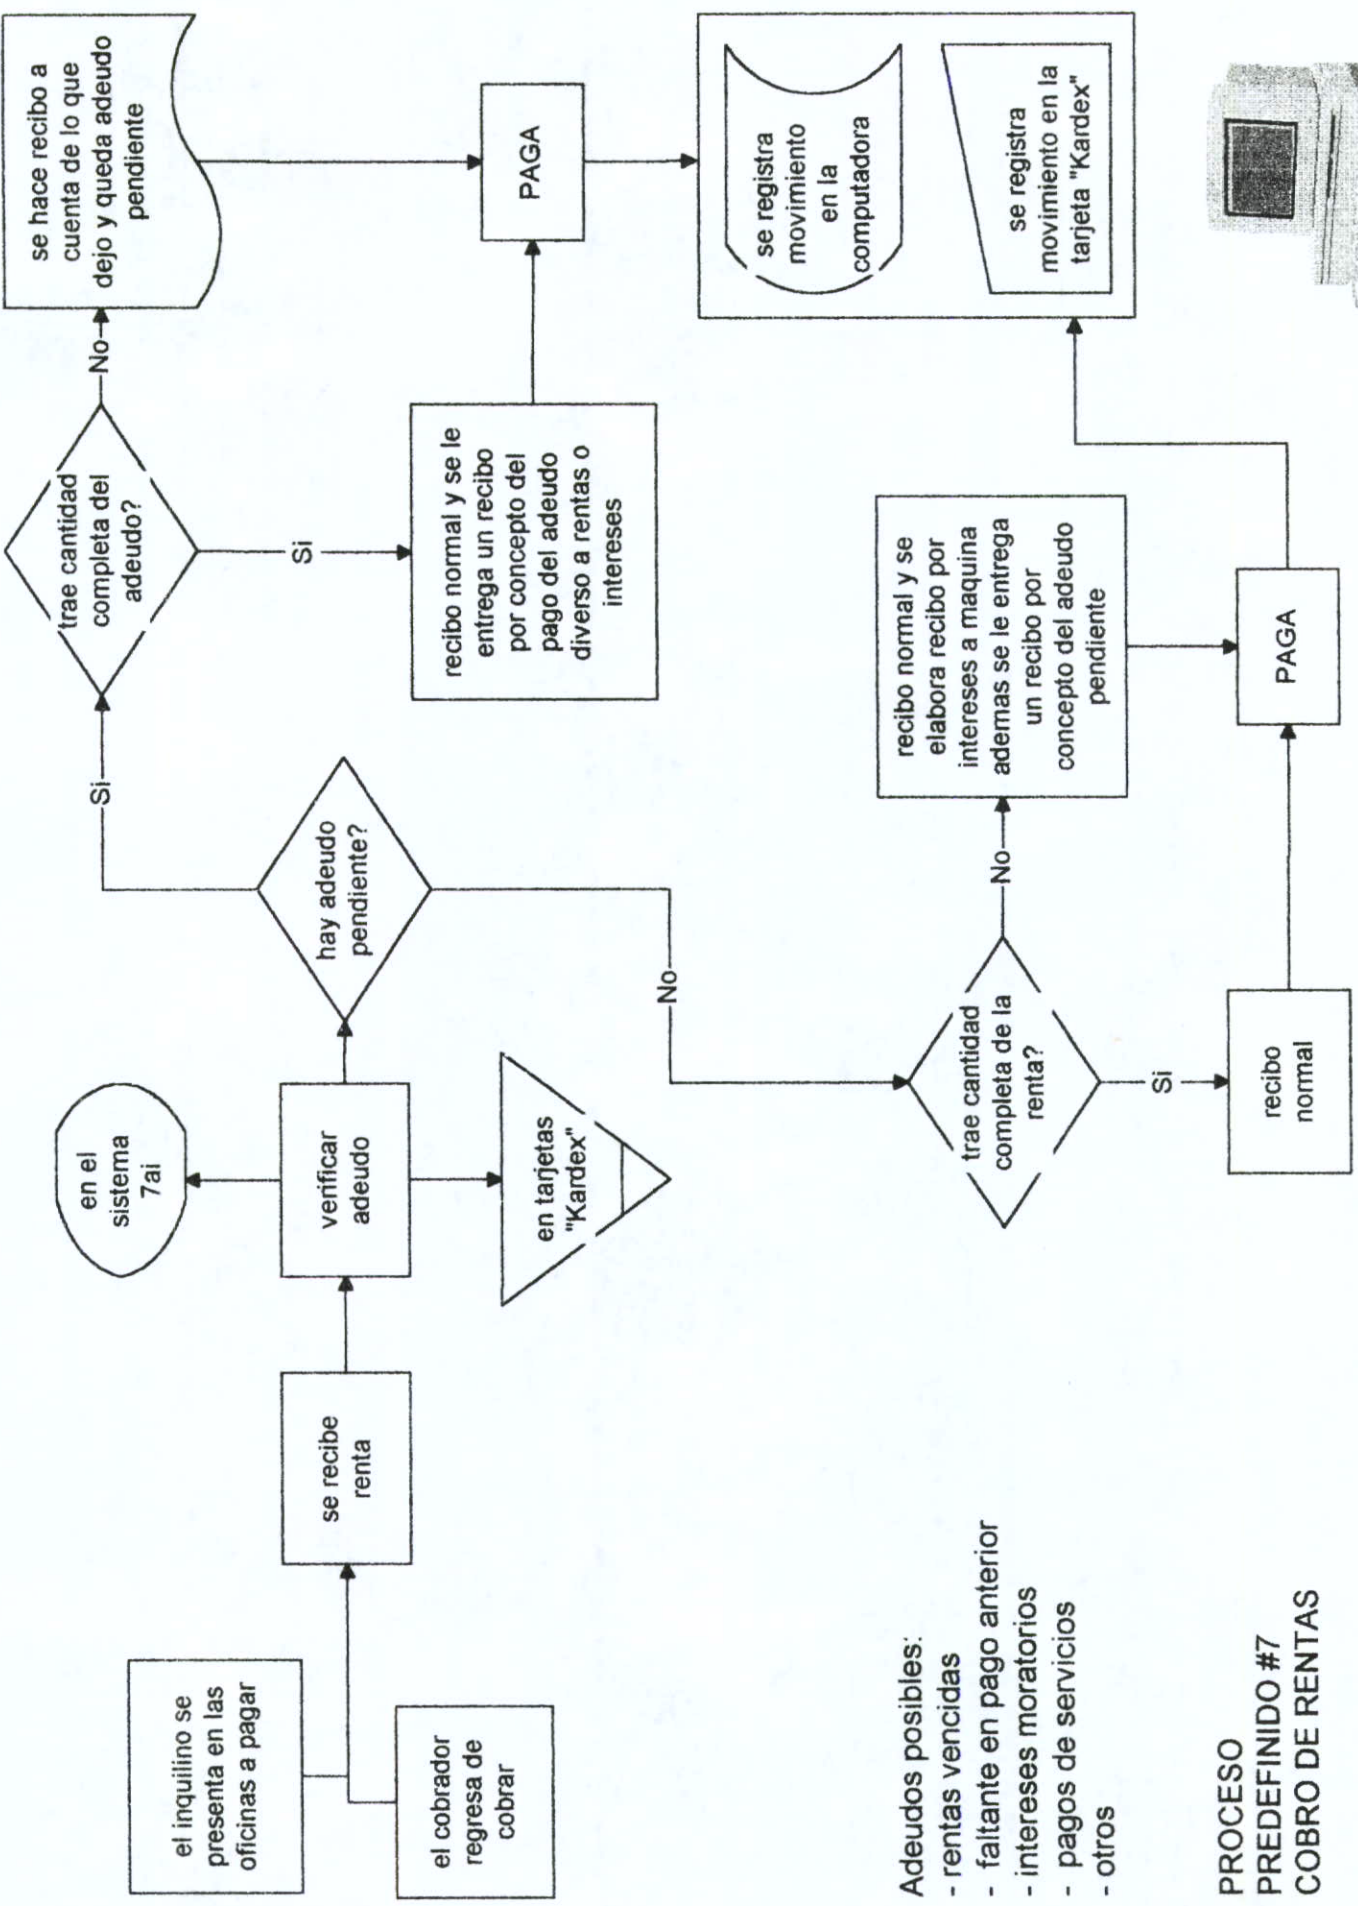 el inquilino se
presenta en las
oficinas a pagar
el cobrador
regresa de
cobrar
se recibe
renta
verificar
adeudo
en el
sistema
7ai
en tarjetas
"Kardex"
hay adeudo
pendiente?
Si
No
trae cantidad
completa del
adeudo?
No
Si
se hace recibo a
cuenta de lo que
dejo y queda adeudo
pendiente
recibo normal y se le
entrega un recibo
por concepto del
pago del adeudo
diverso a rentas o
intereses
PAGA
se registra
movimiento
en la
computadora
se registra
movimiento en la
tarjeta "Kardex"
trae cantidad
completa de la
renta?
No
Si
recibo normal y se
elabora recibo por
intereses a maquina
ademas se le entrega
un recibo por
concepto del adeudo
pendiente
recibo
normal
PAGA
Adeudos posibles:
- rentas vencidas
- faltante en pago anterior
- intereses moratorios
- pagos de servicios
- otros
PROCESO
PREDEFINIDO #7
COBRO DE RENTAS